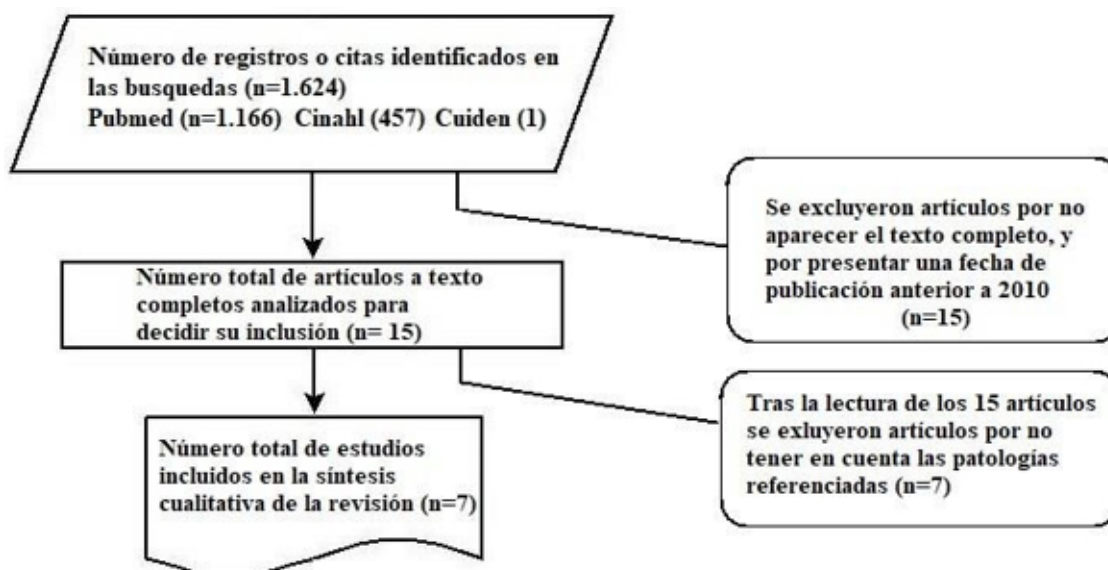 Número de registros o citas identificados en
las busquedas (n=1.624)
Pubmed (n=1.166) Cinahl (457) Cuiden (1)
Se excluyeron artículos por no
aparecer el texto completo, y
por presentar una fecha de
publicación anterior a 2010
(n=15)
Número total de artículos a texto
completos analizados para
decidir su inclusión (n= 15)
Tras la lectura de los 15 artículos
se exluyeron artículos por no
tener en cuenta las patologías
referenciadas (n=7)
Número total de estudios
incluidos en la síntesis
cualitativa de la revisión (n=7)